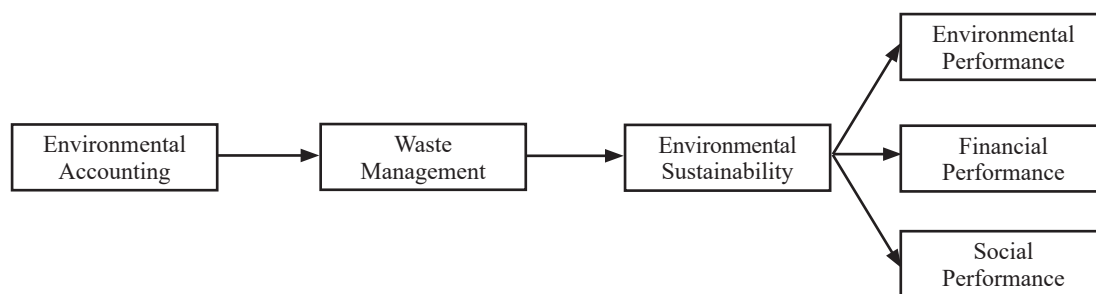 Environmental
Accounting
Waste
Management
Environmental
Sustainability
Environmental
Performance
Financial
Performance
Social
Performance